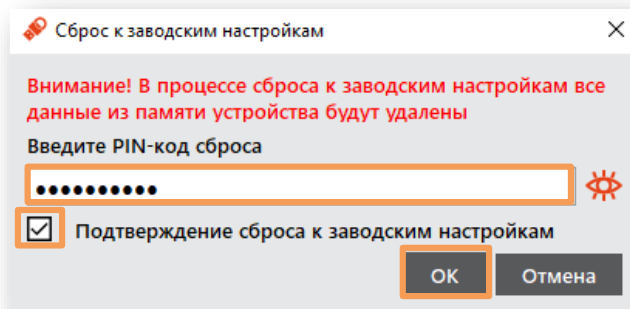 Сброс к заводским настройкам
Внимание! В процессе сброса к заводским настройкам все
данные из памяти устройства будут удалены
Введите PIN-код сброса
••••••••••
Подтверждение сброса к заводским настройкам
ОК Отмена